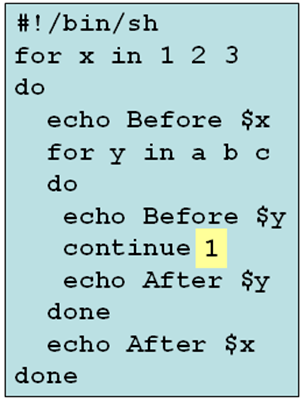 #!/bin/sh
for x in 1 2 3
do
  echo Before $x
  for y in a b c
  do
   echo Before $y
   continue 1
   echo After $y
  done
  echo After $x
done